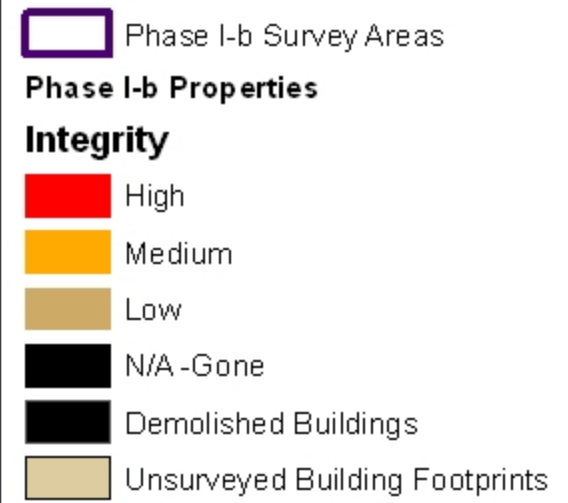 Phase I-b Survey Areas
Phase I-b Properties
Integrity
High
Medium
Low
N/A -Gone
Demolished Buildings
Unsurveyed Building Footprints